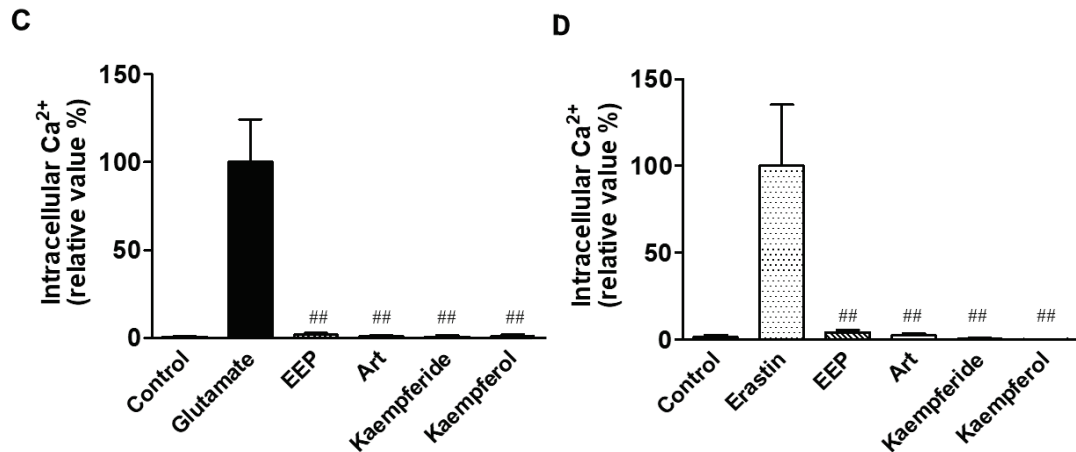 C
Intracellular Ca²⁺
(relative value %)
150
100
50
0
##
##
##
##
Control
Glutamate
EEP
Art
Kaempferide
Kaempferol
D
Intracellular Ca²⁺
(relative value %)
150
100
50
0
##
##
##
##
Control
Erastin
EEP
Art
Kaempferide
Kaempferol